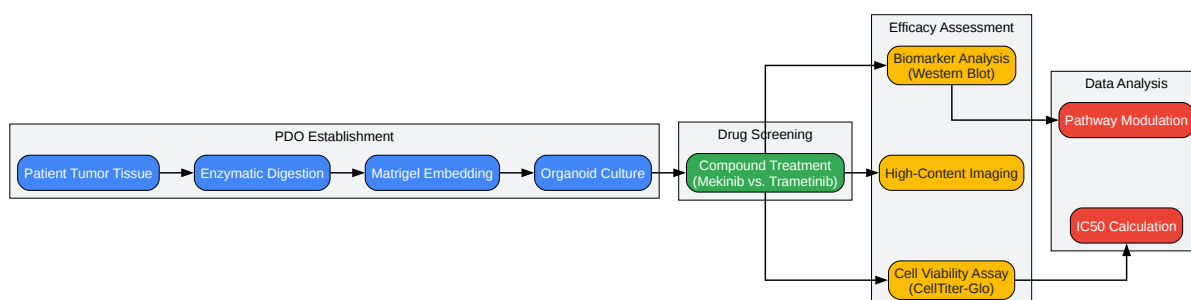 PDO Establishment
Patient Tumor Tissue
Enzymatic Digestion
Matrigel Embedding
Organoid Culture
Drug Screening
Compound Treatment
(Mekinib vs. Trametinib)
Efficacy Assessment
Biomarker Analysis
(Western Blot)
High-Content Imaging
Cell Viability Assay
(CellTiter-Glo)
Data Analysis
Pathway Modulation
IC50 Calculation